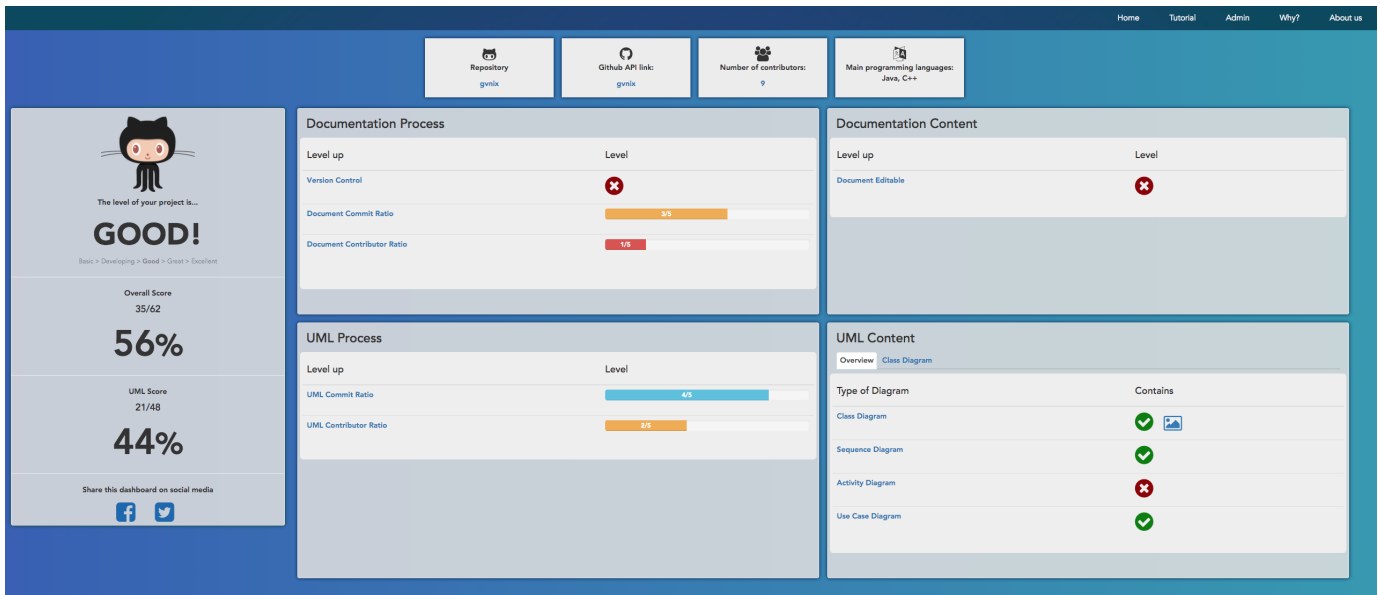 Home Tutorial Admin Why? About us
Repository
gvnix
Github API link:
gvnix
Number of contributors:
9
Main programming languages:
Java, C++
The level of your project is...
GOOD!
Basic > Developing > Good > Great > Excellent
Overall Score
35/62
56%
UML Score
21/48
44%
Share this dashboard on social media
Documentation Process
Level up Level
Version Control
Document Commit Ratio 3/5
Document Contributor Ratio 1/5
Documentation Content
Level up Level
Document Editable
UML Process
Level up Level
UML Commit Ratio 4/5
UML Contributor Ratio 2/5
UML Content
Overview Class Diagram
Type of Diagram Contains
Class Diagram
Sequence Diagram
Activity Diagram
Use Case Diagram